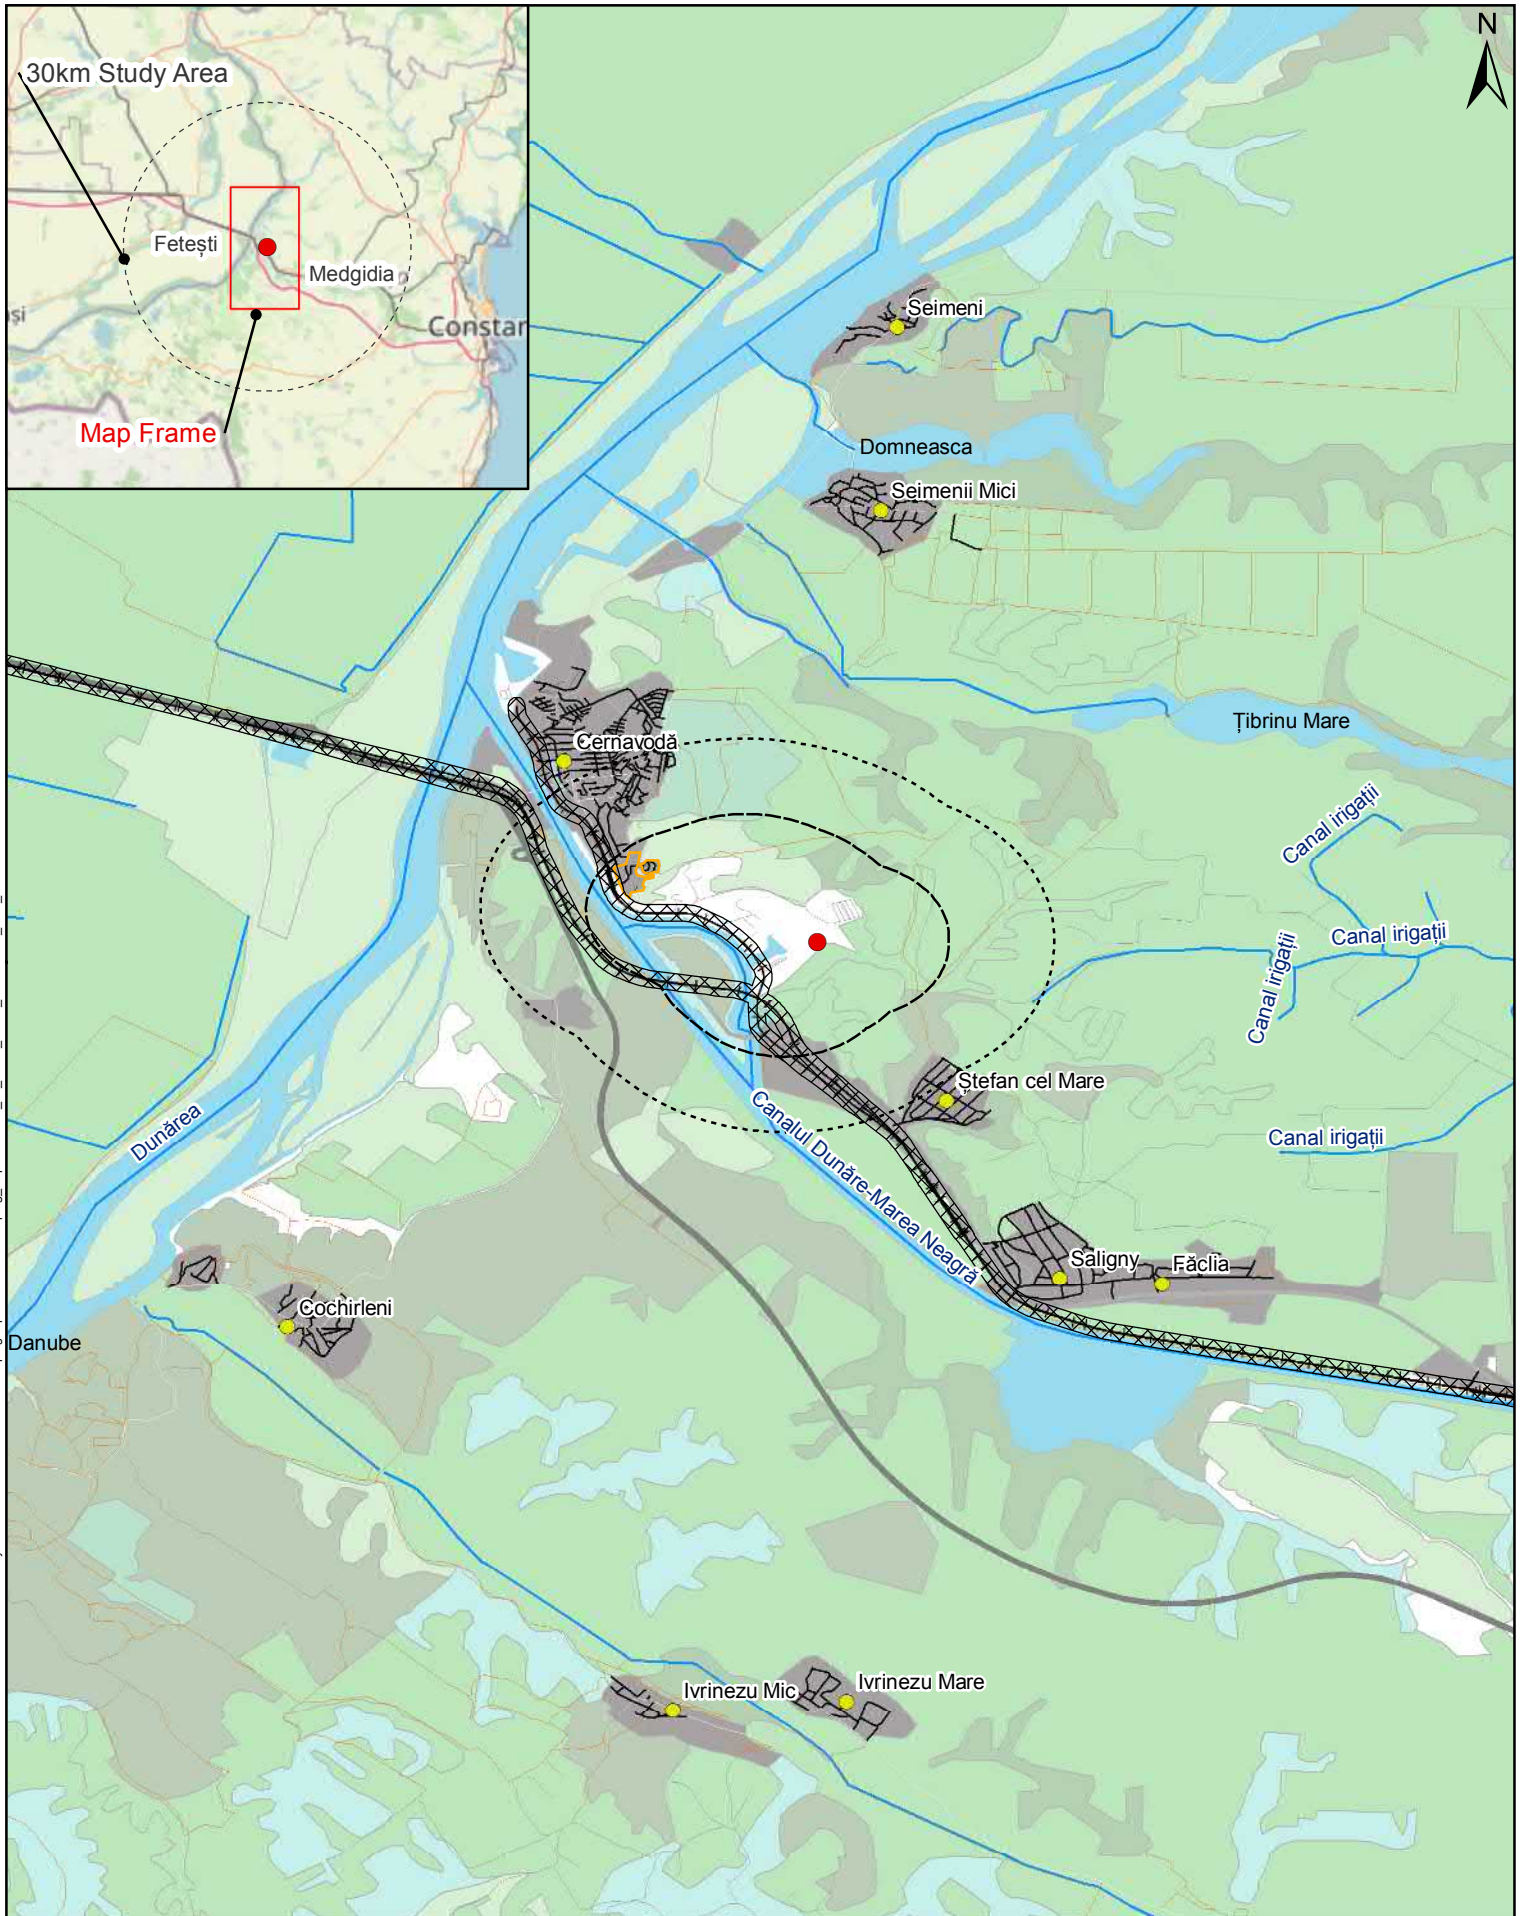 N
30km Study Area
Fetești
Medgidia
și
Constar
Map Frame
Seimeni
Domneasca
Seimenii Mici
Țibrinu Mare
Cernavodă
Canal irigații
Canal irigații
Canal irigații
Ștefan cel Mare
Canal irigații
Dunărea
Canalul Dunăre-Marea Neagră
Saligny
Făclia
Cochirleni
Danube
Ivrinezu Mic
Ivrinezu Mare